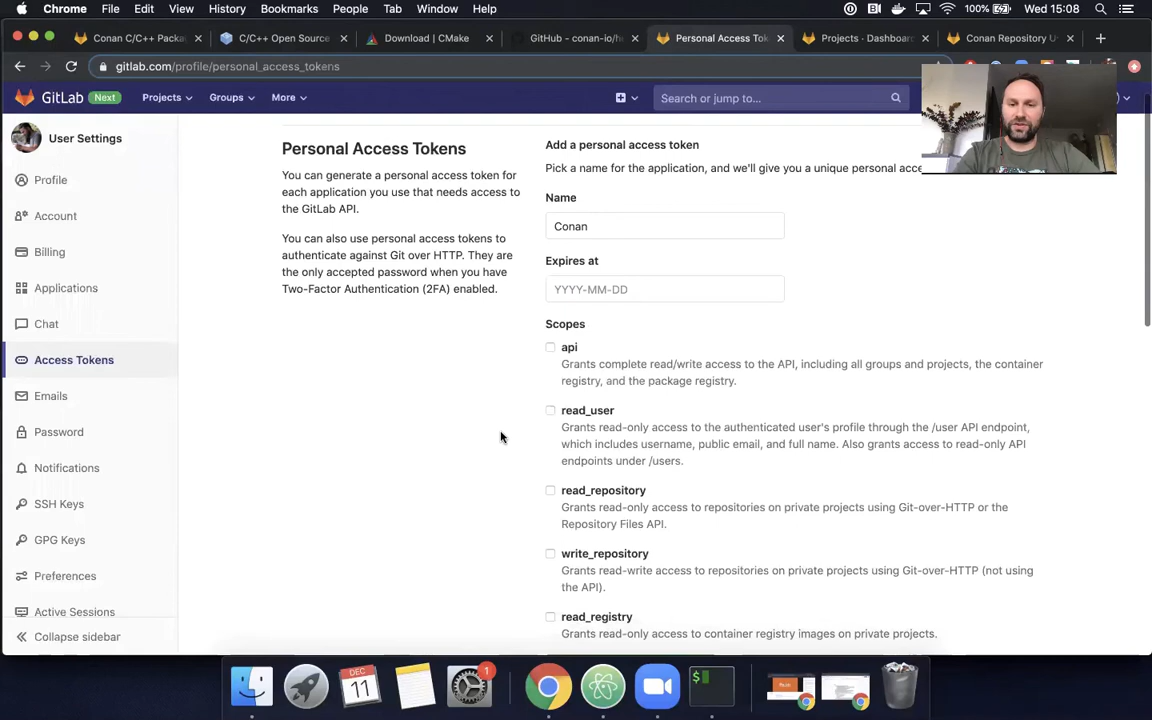 Chrome File Edit View History Bookmarks People Tab Window Help 100% Wed 15:08
Conan C/C++ Packa
C/C++ Open Source
Download | CMake
GitHub - conan-io/he
Personal Access Tok
Projects · Dashboard
Conan Repository U
gitlab.com/profile/personal_access_tokens
GitLab Next Projects Groups More Search or jump to...
User Settings
Profile
Account
Billing
Applications
Chat
Access Tokens
Emails
Password
Notifications
SSH Keys
GPG Keys
Preferences
Active Sessions
Collapse sidebar
Personal Access Tokens
You can generate a personal access token for
each application you use that needs access to
the GitLab API.
You can also use personal access tokens to
authenticate against Git over HTTP. They are
the only accepted password when you have
Two-Factor Authentication (2FA) enabled.
Add a personal access token
Pick a name for the application, and we'll give you a unique personal acce
Name
Conan
Expires at
YYYY-MM-DD
Scopes
api
Grants complete read/write access to the API, including all groups and projects, the container
registry, and the package registry.
read_user
Grants read-only access to the authenticated user's profile through the /user API endpoint,
which includes username, public email, and full name. Also grants access to read-only API
endpoints under /users.
read_repository
Grants read-only access to repositories on private projects using Git-over-HTTP or the
Repository Files API.
write_repository
Grants read-write access to repositories on private projects using Git-over-HTTP (not using
the API).
read_registry
Grants read-only access to container registry images on private projects.
DEC
11
1
$